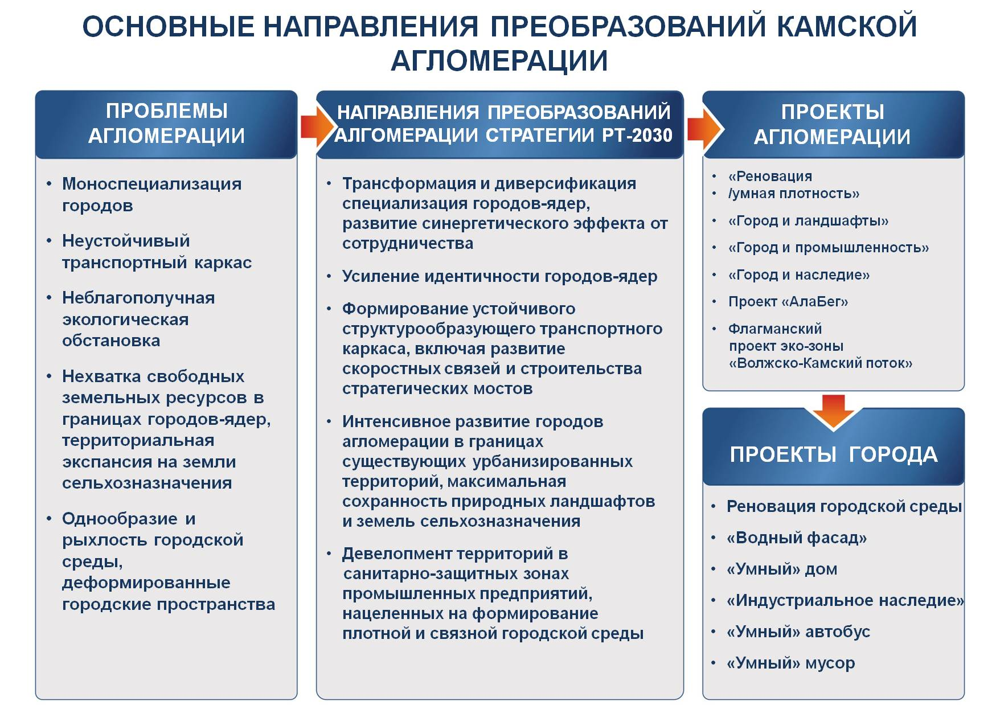 ОСНОВНЫЕ НАПРАВЛЕНИЯ ПРЕОБРАЗОВАНИЙ КАМСКОЙ
АГЛОМЕРАЦИИ
ПРОБЛЕМЫ
АГЛОМЕРАЦИИ
• Моноспециализация
городов
• Неустойчивый
транспортный каркас
• Неблагополучная
экологическая
обстановка
• Нехватка свободных
земельных ресурсов в
границах городов-ядер,
территориальная
экспансия на земли
сельхозназначения
• Однообразие и
рыхлость городской
среды,
деформированные
городские пространства
НАПРАВЛЕНИЯ ПРЕОБРАЗОВАНИЙ
АЛГОМЕРАЦИИ СТРАТЕГИИ РТ-2030
• Трансформация и диверсификация
специализация городов-ядер,
развитие синергетического эффекта от
сотрудничества
• Усиление идентичности городов-ядер
• Формирование устойчивого
структурообразующего транспортного
каркаса, включая развитие
скоростных связей и строительства
стратегических мостов
• Интенсивное развитие городов
агломерации в границах
существующих урбанизированных
территорий, максимальная
сохранность природных ландшафтов
и земель сельхозназначения
• Девелопмент территорий в
санитарно-защитных зонах
промышленных предприятий,
нацеленных на формирование
плотной и связной городской среды
ПРОЕКТЫ
АГЛОМЕРАЦИИ
• «Реновация
• /умная плотность»
• «Город и ландшафты»
• «Город и промышленность»
• «Город и наследие»
• Проект «АлаБег»
• Флагманский
проект эко-зоны
«Волжско-Камский поток»
ПРОЕКТЫ ГОРОДА
• Реновация городской среды
• «Водный фасад»
• «Умный» дом
• «Индустриальное наследие»
• «Умный» автобус
• «Умный» мусор